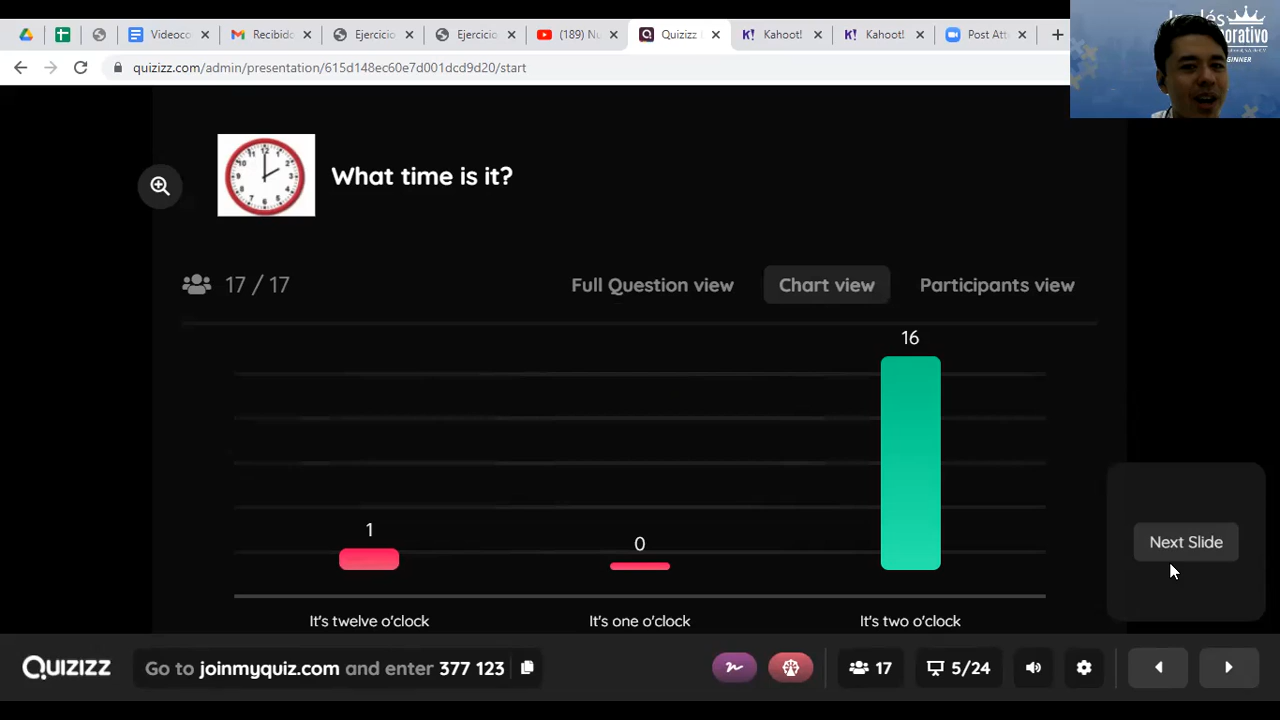 Videoco
Recibido
Ejercicio
Ejercicio
(189) Nu
Quizizz
Kahoot!
Kahoot!
Post Att
quizizz.com/admin/presentation/615d148ec60e7d001dcd9d20/start
What time is it?
17 / 17
Full Question view
Chart view
Participants view
16
1
0
Next Slide
It's twelve o'clock
It's one o'clock
It's two o'clock
Quizizz
Go to joinmyquiz.com and enter 377 123
17
5/24